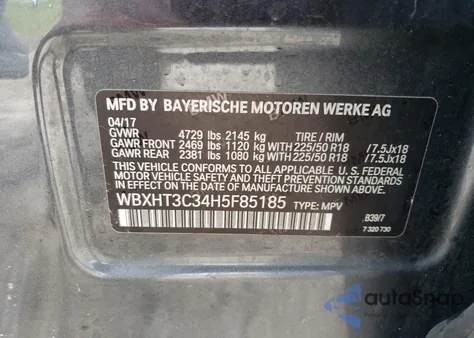 MFD BY BAYERISCHE MOTOREN WERKE AG
04/17
GVWR 4729 lbs 2145 kg TIRE / RIM
GAWR FRONT 2469 lbs 1120 kg WITH 225/50 R18 /7.5Jx18
GAWR REAR 2381 lbs 1080 kg WITH 225/50 R18 /7.5Jx18
THIS VEHICLE CONFORMS TO ALL APPLICABLE U.S. FEDERAL
MOTOR VEHICLE SAFETY, BUMPER, AND THEFT PREVENTION
STANDARDS IN EFFECT ON THE DATE OF MANUFACTURE SHOWN ABOVE.
WBXHT3C34H5F85185 TYPE: MPV
B39/7
7 320 730
autoSnap